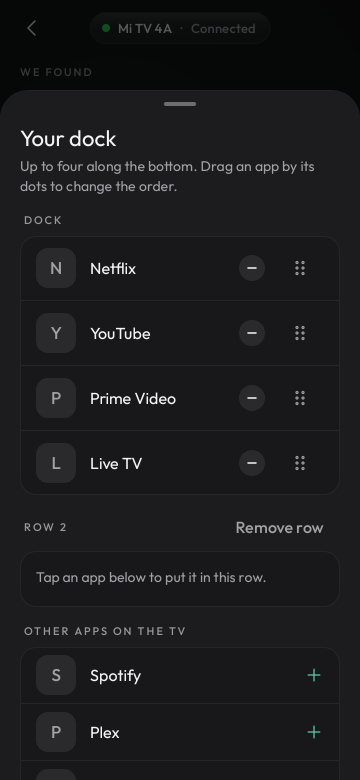 Mi TV 4A · Connected
WE FOUND
Your dock
Up to four along the bottom. Drag an app by its
dots to change the order.
DOCK
N Netflix
Y YouTube
P Prime Video
L Live TV
ROW 2 Remove row
Tap an app below to put it in this row.
OTHER APPS ON THE TV
S Spotify
P Plex